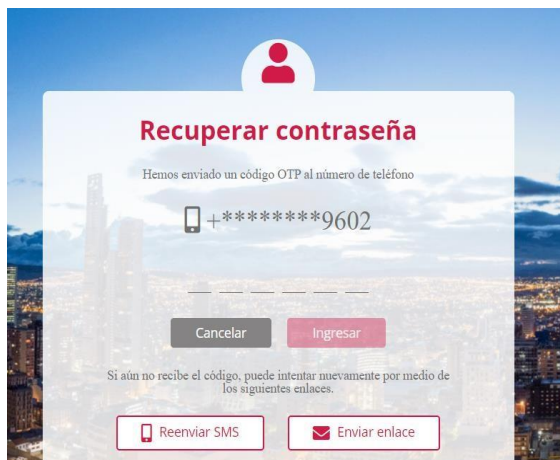 Recuperar contraseña
Hemos enviado un código OTP al número de teléfono
+********9602
_ _ _ _ _ _
Cancelar Ingresar
Si aún no recibe el código, puede intentar nuevamente por medio de
los siguientes enlaces.
Reenviar SMS Enviar enlace